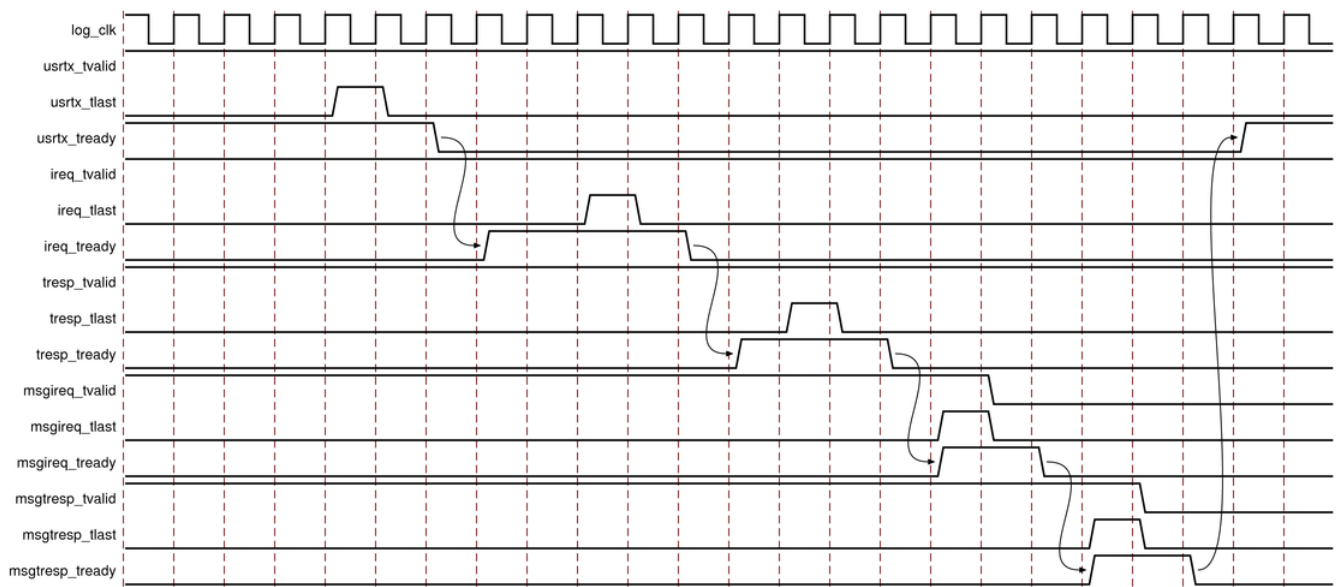 log_clk
usrtx_tvalid
usrtx_tlast
usrtx_tready
ireq_tvalid
ireq_tlast
ireq_tready
tresp_tvalid
tresp_tlast
tresp_tready
msgireq_tvalid
msgireq_tlast
msgireq_tready
msgtresp_tvalid
msgtresp_tlast
msgtresp_tready